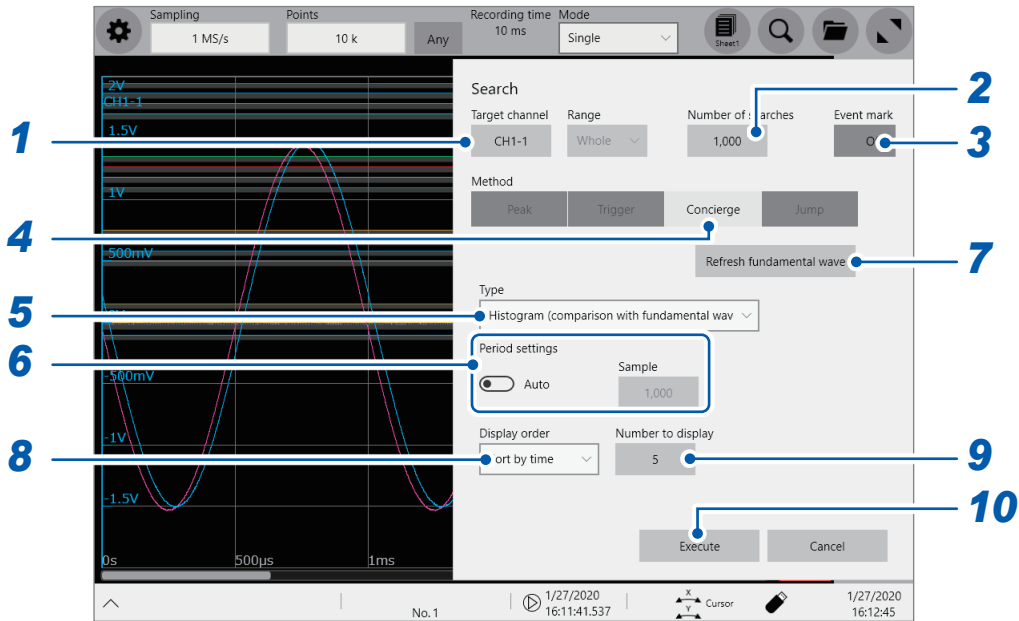 Sampling
Points
Recording time
Mode
1 MS/s
10 k
Any
10 ms
Single
Sheet1
2V
CH1-1
1.5V
1V
500mV
-500mV
-1V
-1.5V
0s
500μs
1ms
Search
Target channel
Range
Number of searches
Event mark
CH1-1
Whole
1,000
Method
Peak
Trigger
Concierge
Jump
Refresh fundamental wave
Type
Histogram (comparison with fundamental wav
Period settings
Auto
Sample
1,000
Display order
Number to display
Sort by time
5
Execute
Cancel
No. 1
1/27/2020
16:11:41.537
X
Y
Cursor
1/27/2020
16:12:45
1
2
3
4
5
6
7
8
9
10